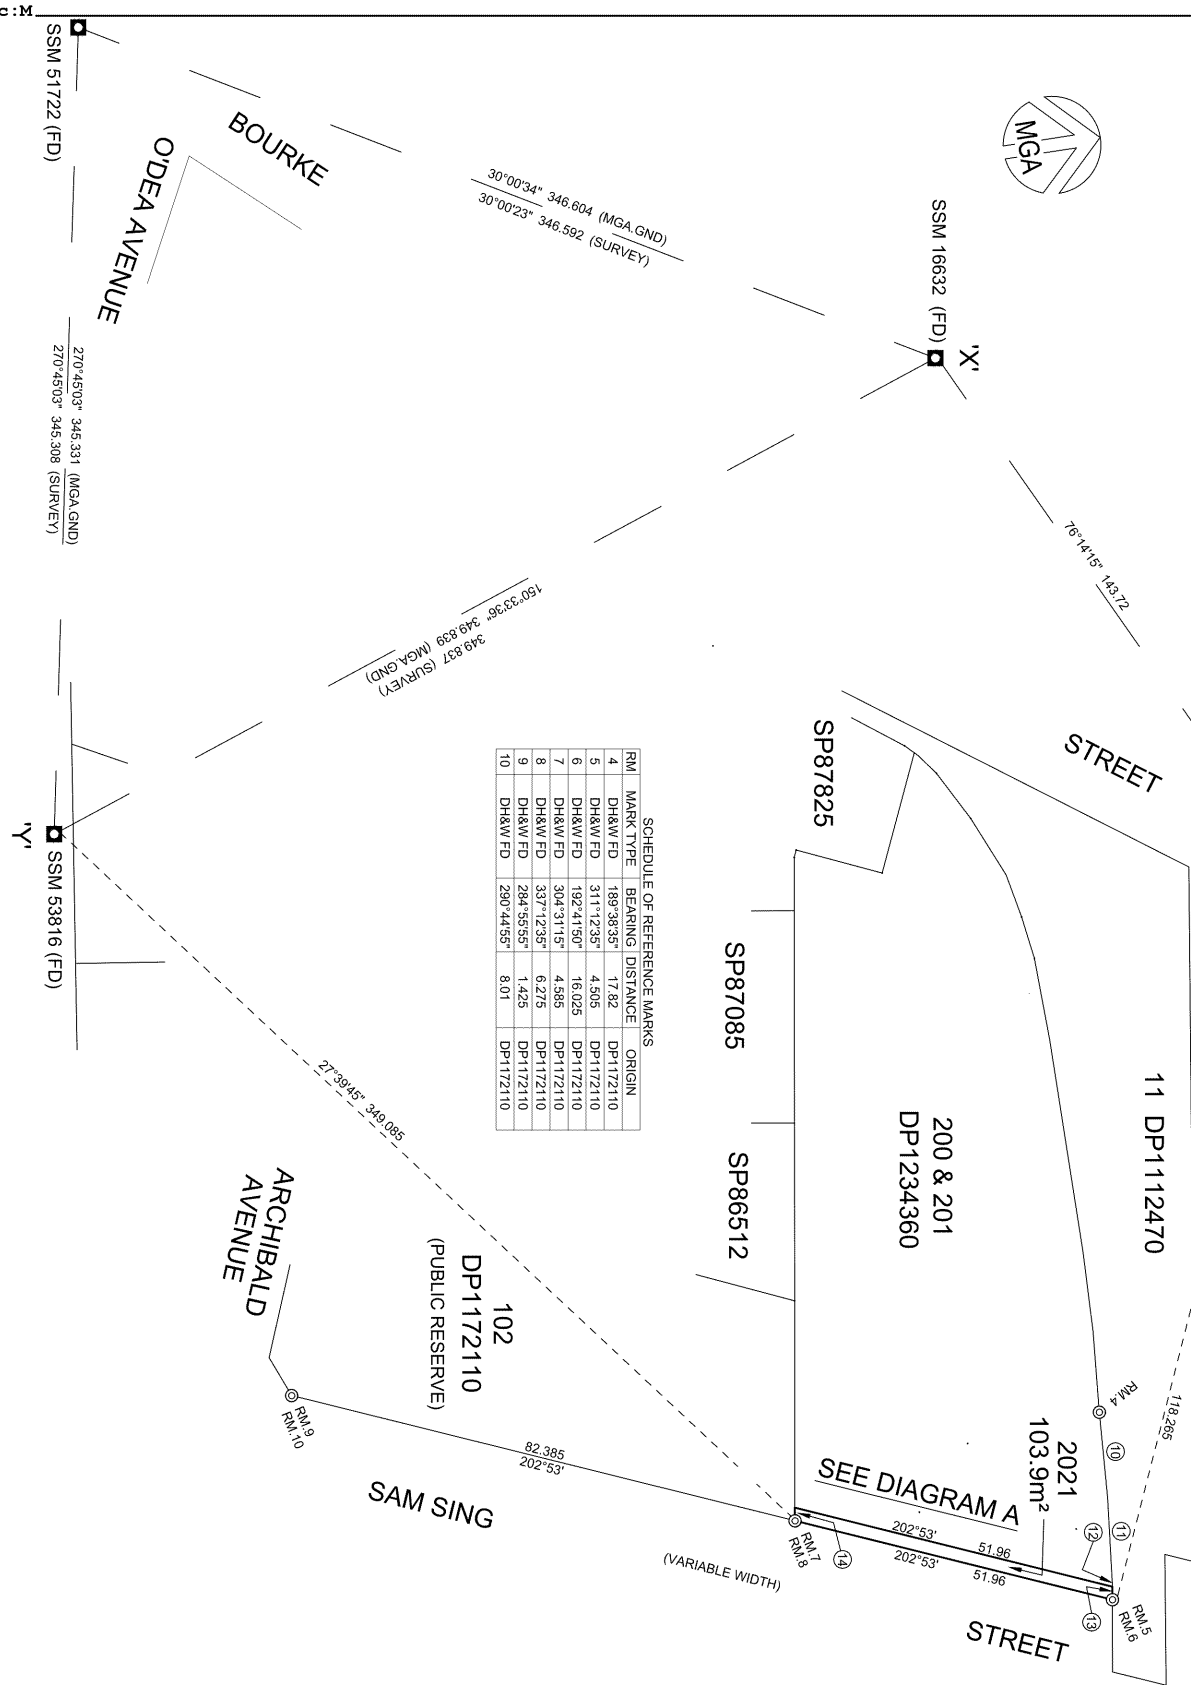 c:M
SSM 51722 (FD)
BOURKE
O'DEA AVENUE
MGA
30°00'34" 346.604 (MGA.GND)
30°00'23" 346.592 (SURVEY)
SSM 16632 (FD)
'X'
270°45'03" 345.331 (MGA.GND)
270°45'03" 345.308 (SURVEY)
76°14'15" 143.72
150°33'36" 349.839 (MGA.GND)
349.837 (SURVEY)
STREET
SP87825
'Y'
SSM 53816 (FD)
SCHEDULE OF REFERENCE MARKS
RM MARK TYPE BEARING DISTANCE ORIGIN
4 DH&W FD 189°38'35" 17.82 DP1172110
5 DH&W FD 311°12'35" 4.505 DP1172110
6 DH&W FD 192°41'50" 16.025 DP1172110
7 DH&W FD 304°31'15" 4.585 DP1172110
8 DH&W FD 337°12'35" 6.275 DP1172110
9 DH&W FD 284°55'55" 1.425 DP1172110
10 DH&W FD 290°44'55" 8.01 DP1172110
SP87085
SP86512
11 DP1112470
200 & 201
DP1234360
27°39'45" 349.085
ARCHIBALD
AVENUE
102
DP1172110
(PUBLIC RESERVE)
RM.9
RM.10
82.385
202°53'
SAM SING
RM.4
118.265
10
11
12
13
14
2021
103.9m²
SEE DIAGRAM A
202°53' 51.96
202°53' 51.96
RM.7
RM.8
RM.5
RM.6
(VARIABLE WIDTH)
STREET